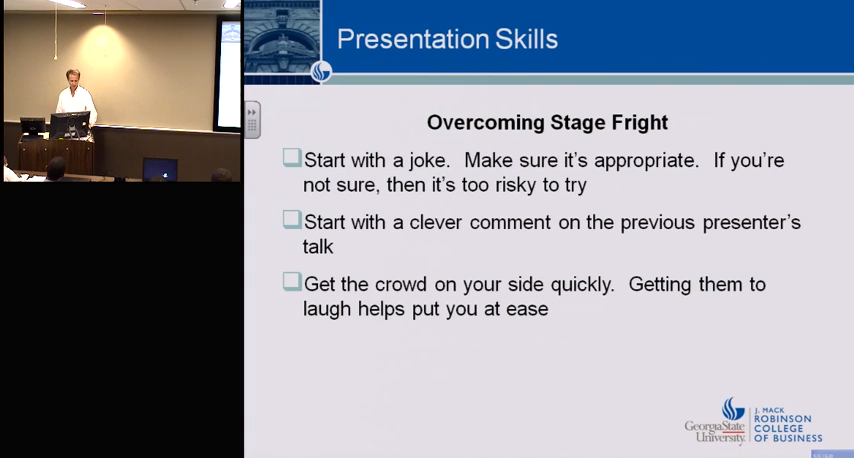 Presentation Skills
Overcoming Stage Fright
Start with a joke.  Make sure it's appropriate.  If you're
not sure, then it's too risky to try
Start with a clever comment on the previous presenter's
talk
Get the crowd on your side quickly.  Getting them to
laugh helps put you at ease
GeorgiaState
University.
J. MACK
ROBINSON
COLLEGE
OF BUSINESS